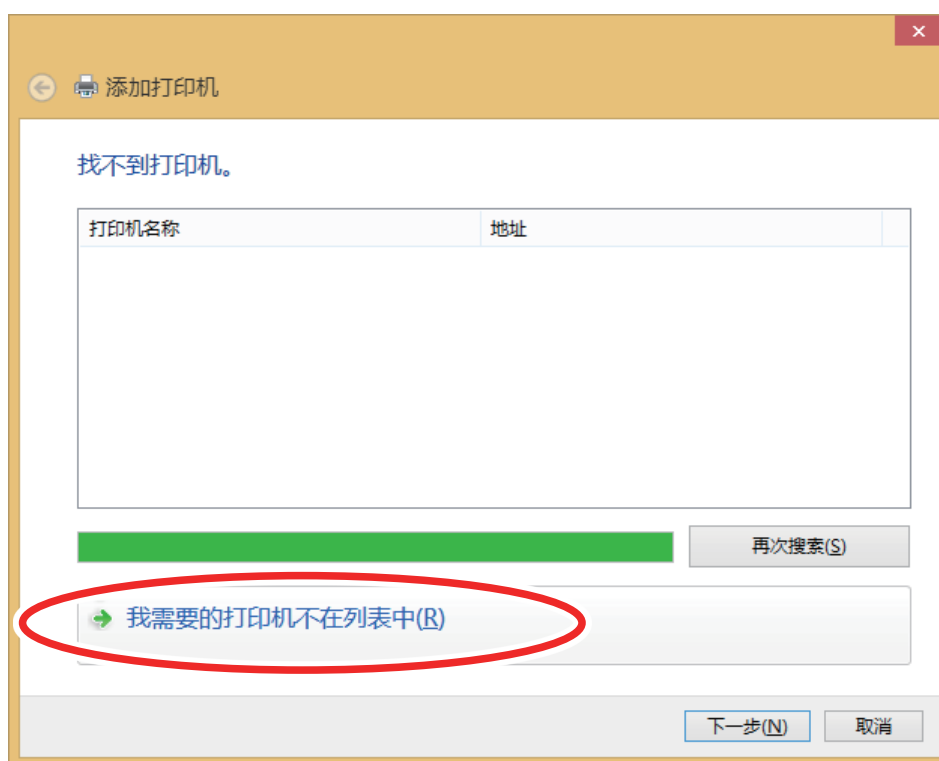 添加打印机
找不到打印机。
打印机名称 地址
再次搜索(S)
我需要的打印机不在列表中(R)
下一步(N) 取消